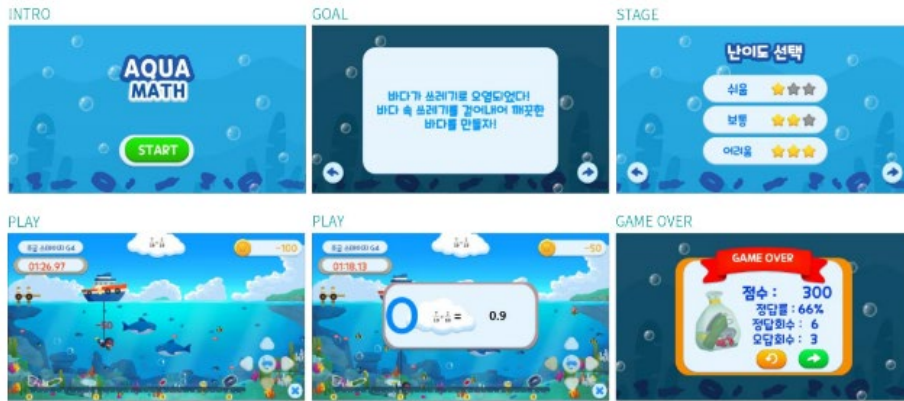 INTRO
GOAL
STAGE
AQUA
MATH
START
바다가 쓰레기로 오염되었다!
바다 속 쓰레기를 걷어내어 깨끗한
바다를 만들자!
난이도 선택
쉬움
보통
어려움
PLAY
PLAY
GAME OVER
-100
01:26.97
-50
-50
01:18.13
= 0.9
GAME OVER
점수 : 300
정답률 : 66%
정답회수 : 6
오답회수 : 3